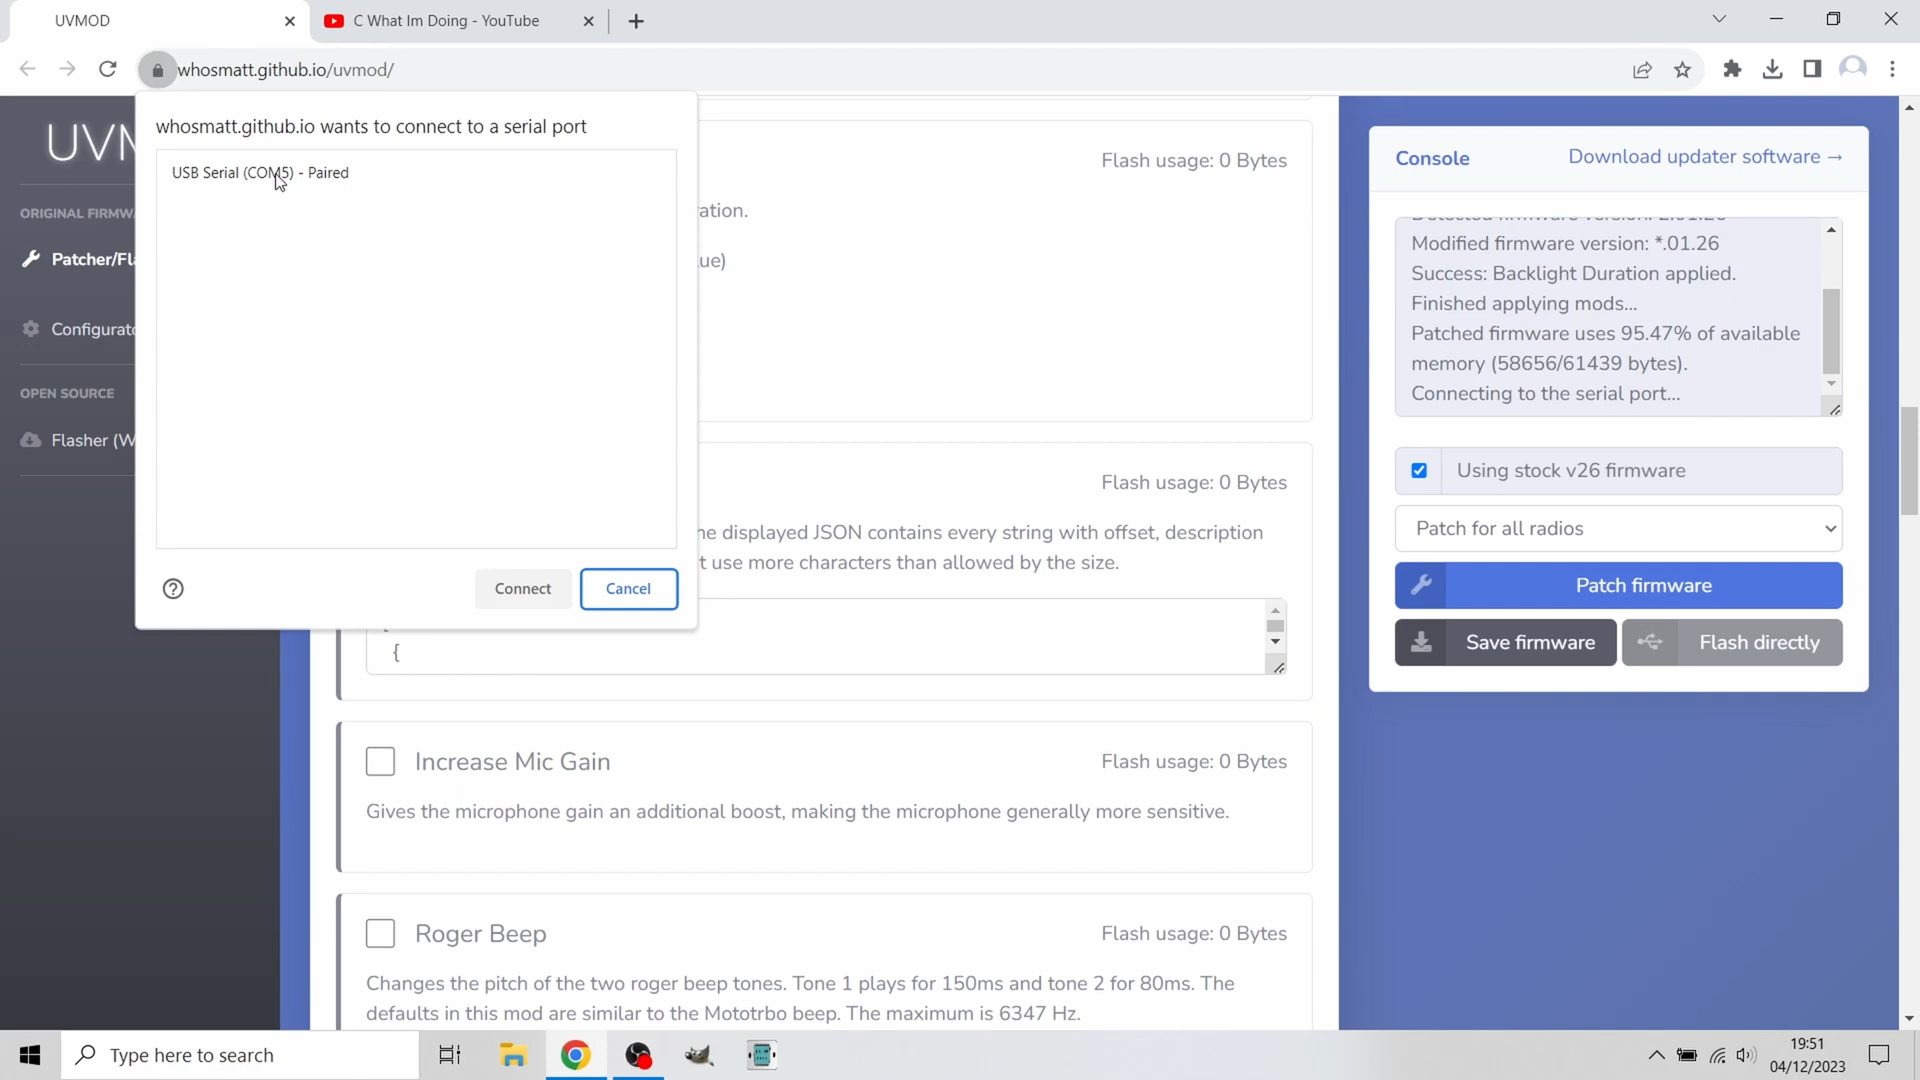 UVMOD
C What Im Doing - YouTube
whosmatt.github.io/uvmod/
whosmatt.github.io wants to connect to a serial port
USB Serial (COM5) - Paired
Connect
Cancel
ORIGINAL FIRMWA
Patcher/Fla
Configurato
OPEN SOURCE
Flasher (W
Flash usage: 0 Bytes
ration.
ue)
Flash usage: 0 Bytes
he displayed JSON contains every string with offset, description
t use more characters than allowed by the size.
{
Increase Mic Gain
Flash usage: 0 Bytes
Gives the microphone gain an additional boost, making the microphone generally more sensitive.
Roger Beep
Flash usage: 0 Bytes
Changes the pitch of the two roger beep tones. Tone 1 plays for 150ms and tone 2 for 80ms. The
defaults in this mod are similar to the Mototrbo beep. The maximum is 6347 Hz.
Console
Download updater software →
Modified firmware version: *.01.26
Success: Backlight Duration applied.
Finished applying mods...
Patched firmware uses 95.47% of available
memory (58656/61439 bytes).
Connecting to the serial port...
Using stock v26 firmware
Patch for all radios
Patch firmware
Save firmware
Flash directly
Type here to search
19:51
04/12/2023